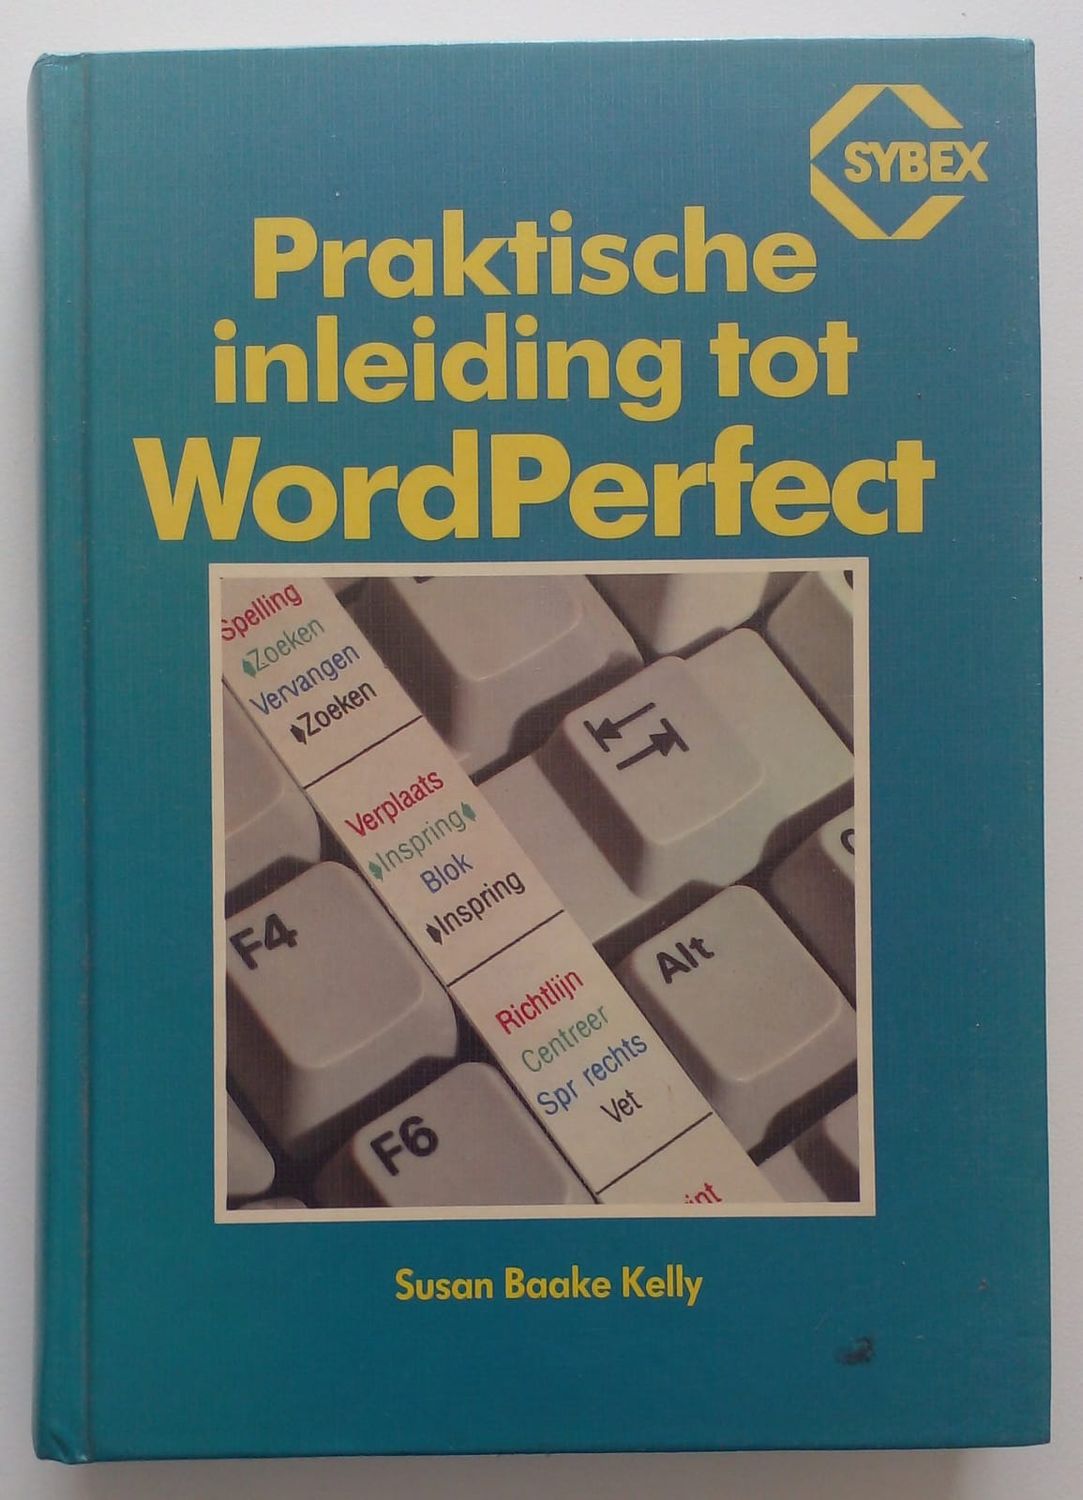 SYBEX
Praktische
inleiding tot
WordPerfect
Spelling
Zoeken
Vervangen
Zoeken
Verplaats
Inspring
Blok
Inspring
Richtlijn
Centreer
Spr rechts
Vet
F4
Alt
F6
Susan Baake Kelly